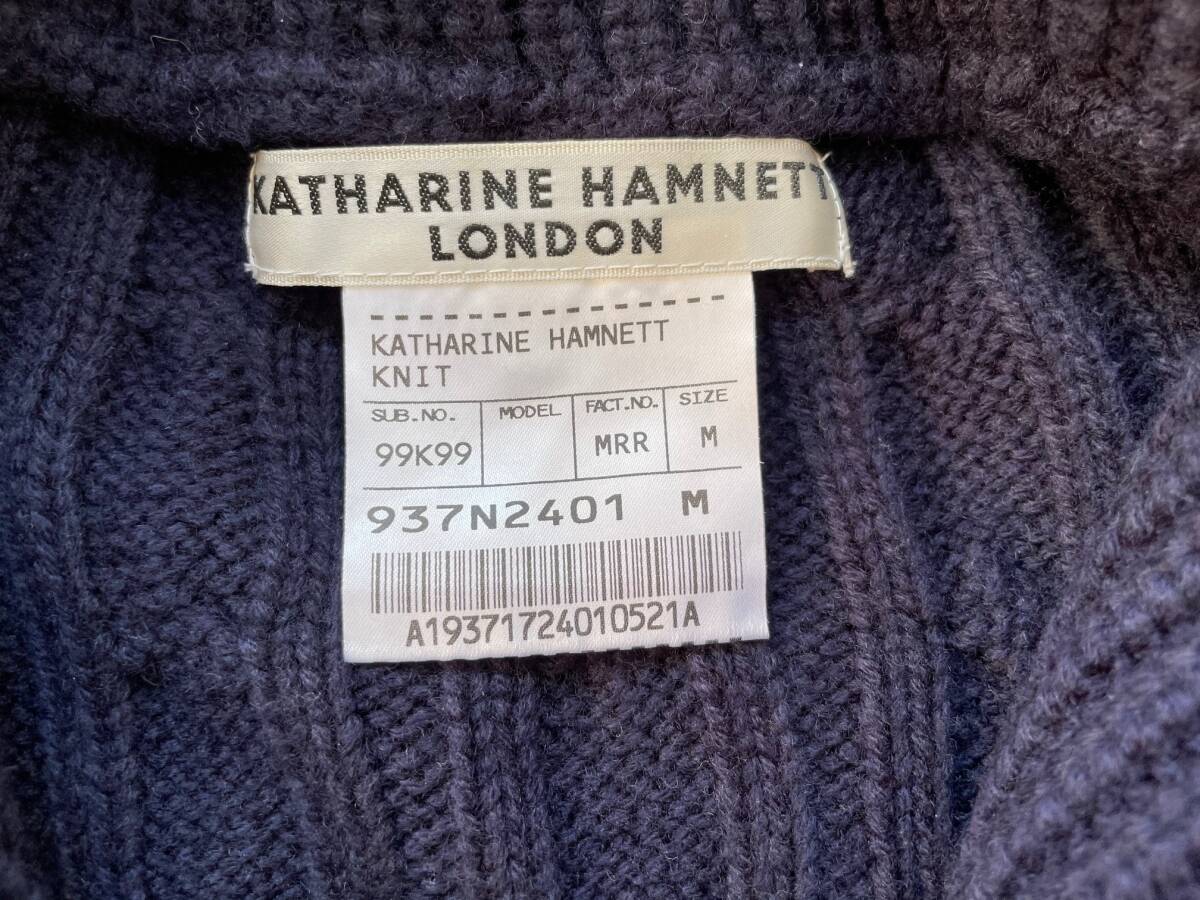 KATHARINE HAMNETT
LONDON
KATHARINE HAMNETT
KNIT
SUB.NO. MODEL FACT.NO. SIZE
99K99 MRR M
937N2401 M
A19371724010521A